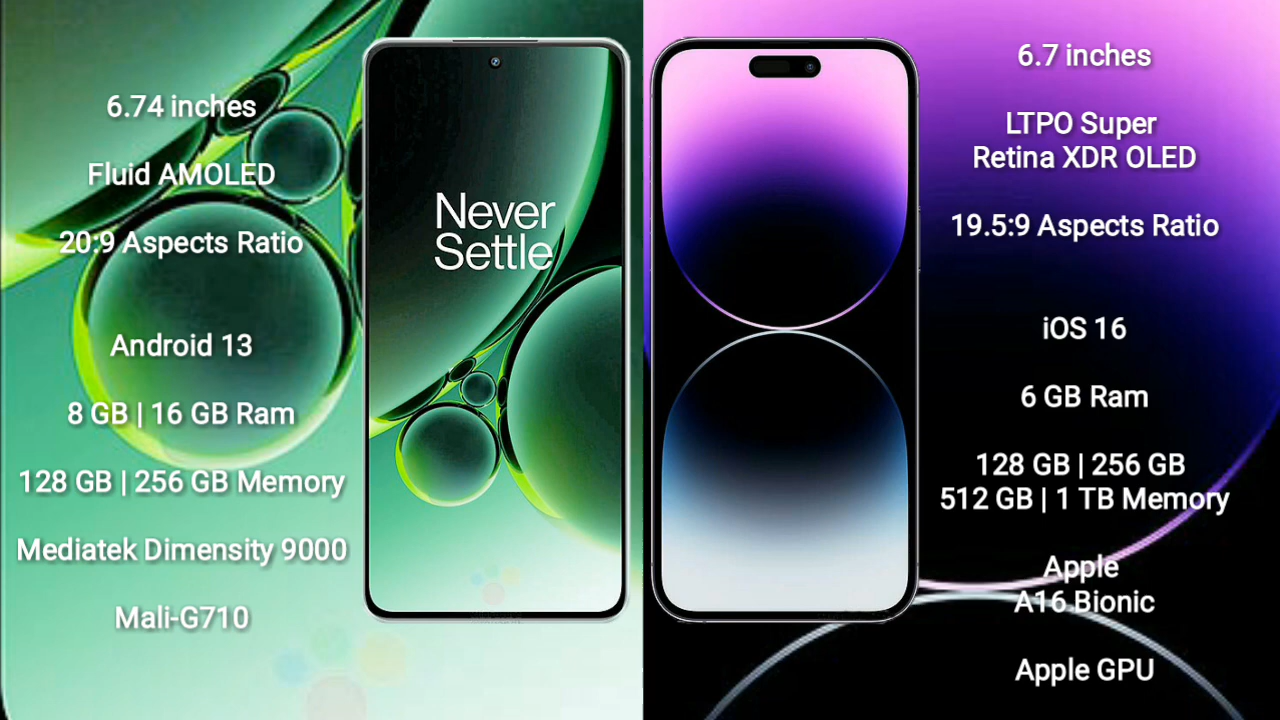 6.74 inches
Fluid AMOLED
20:9 Aspects Ratio
Android 13
8 GB | 16 GB Ram
128 GB | 256 GB Memory
Mediatek Dimensity 9000
Mali-G710
Never
Settle
6.7 inches
LTPO Super
Retina XDR OLED
19.5:9 Aspects Ratio
iOS 16
6 GB Ram
128 GB | 256 GB
512 GB | 1 TB Memory
Apple
A16 Bionic
Apple GPU